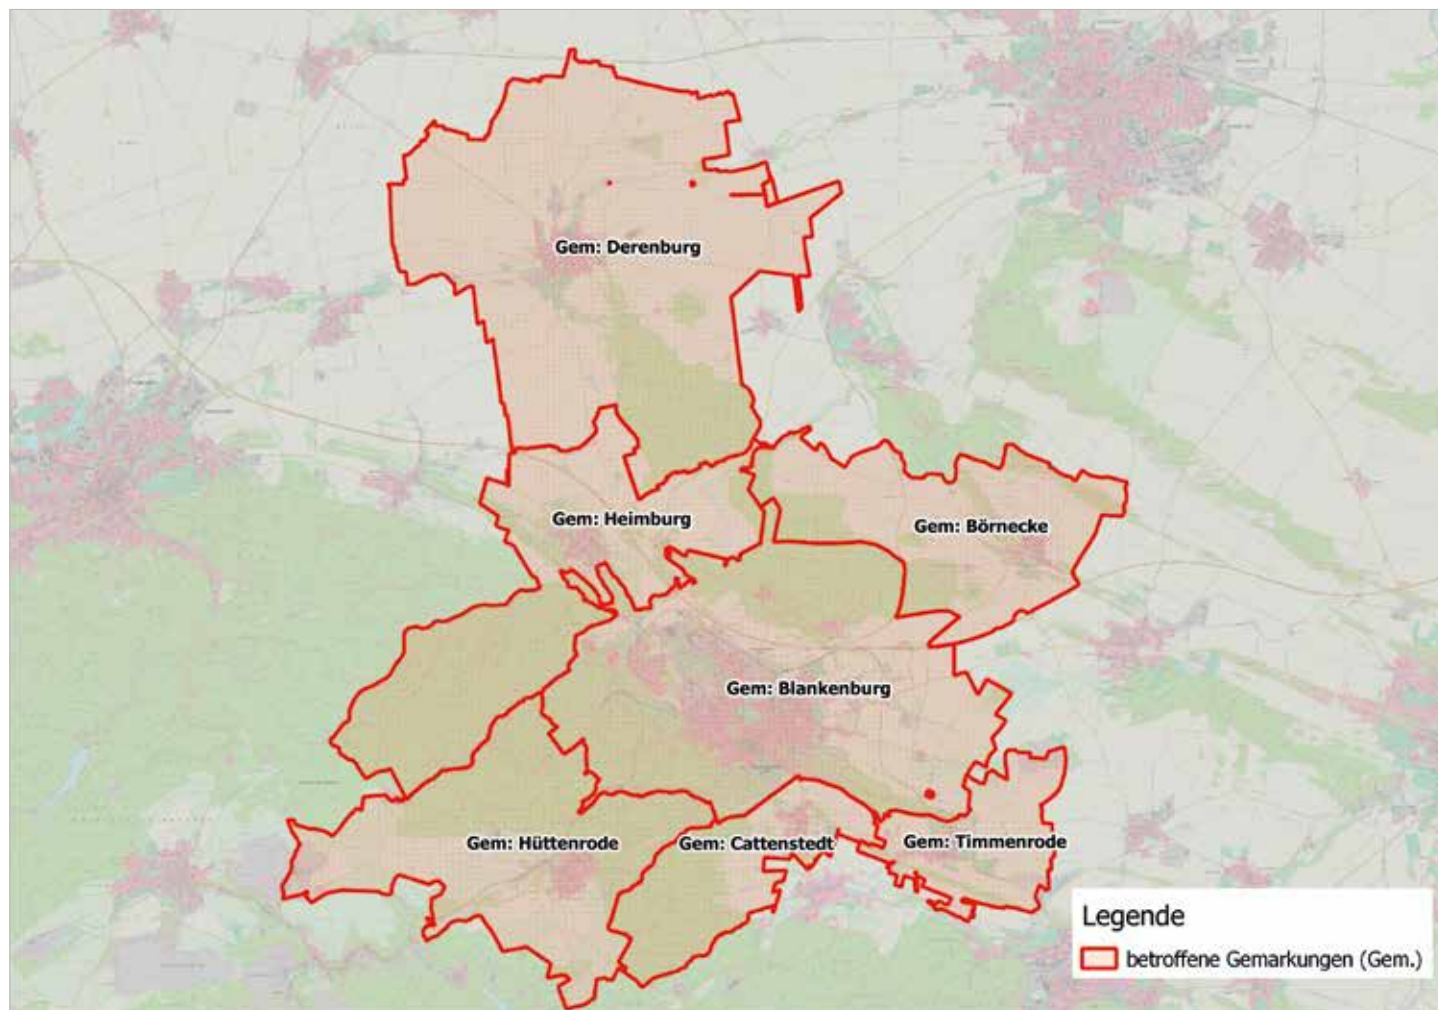 Gem: Derenburg
Gem: Heimburg
Gem: Börnecke
Gem: Blankenburg
Gem: Hüttenrode
Gem: Cattenstedt
Gem: Timmenrode
Legende
betroffene Gemarkungen (Gem.)